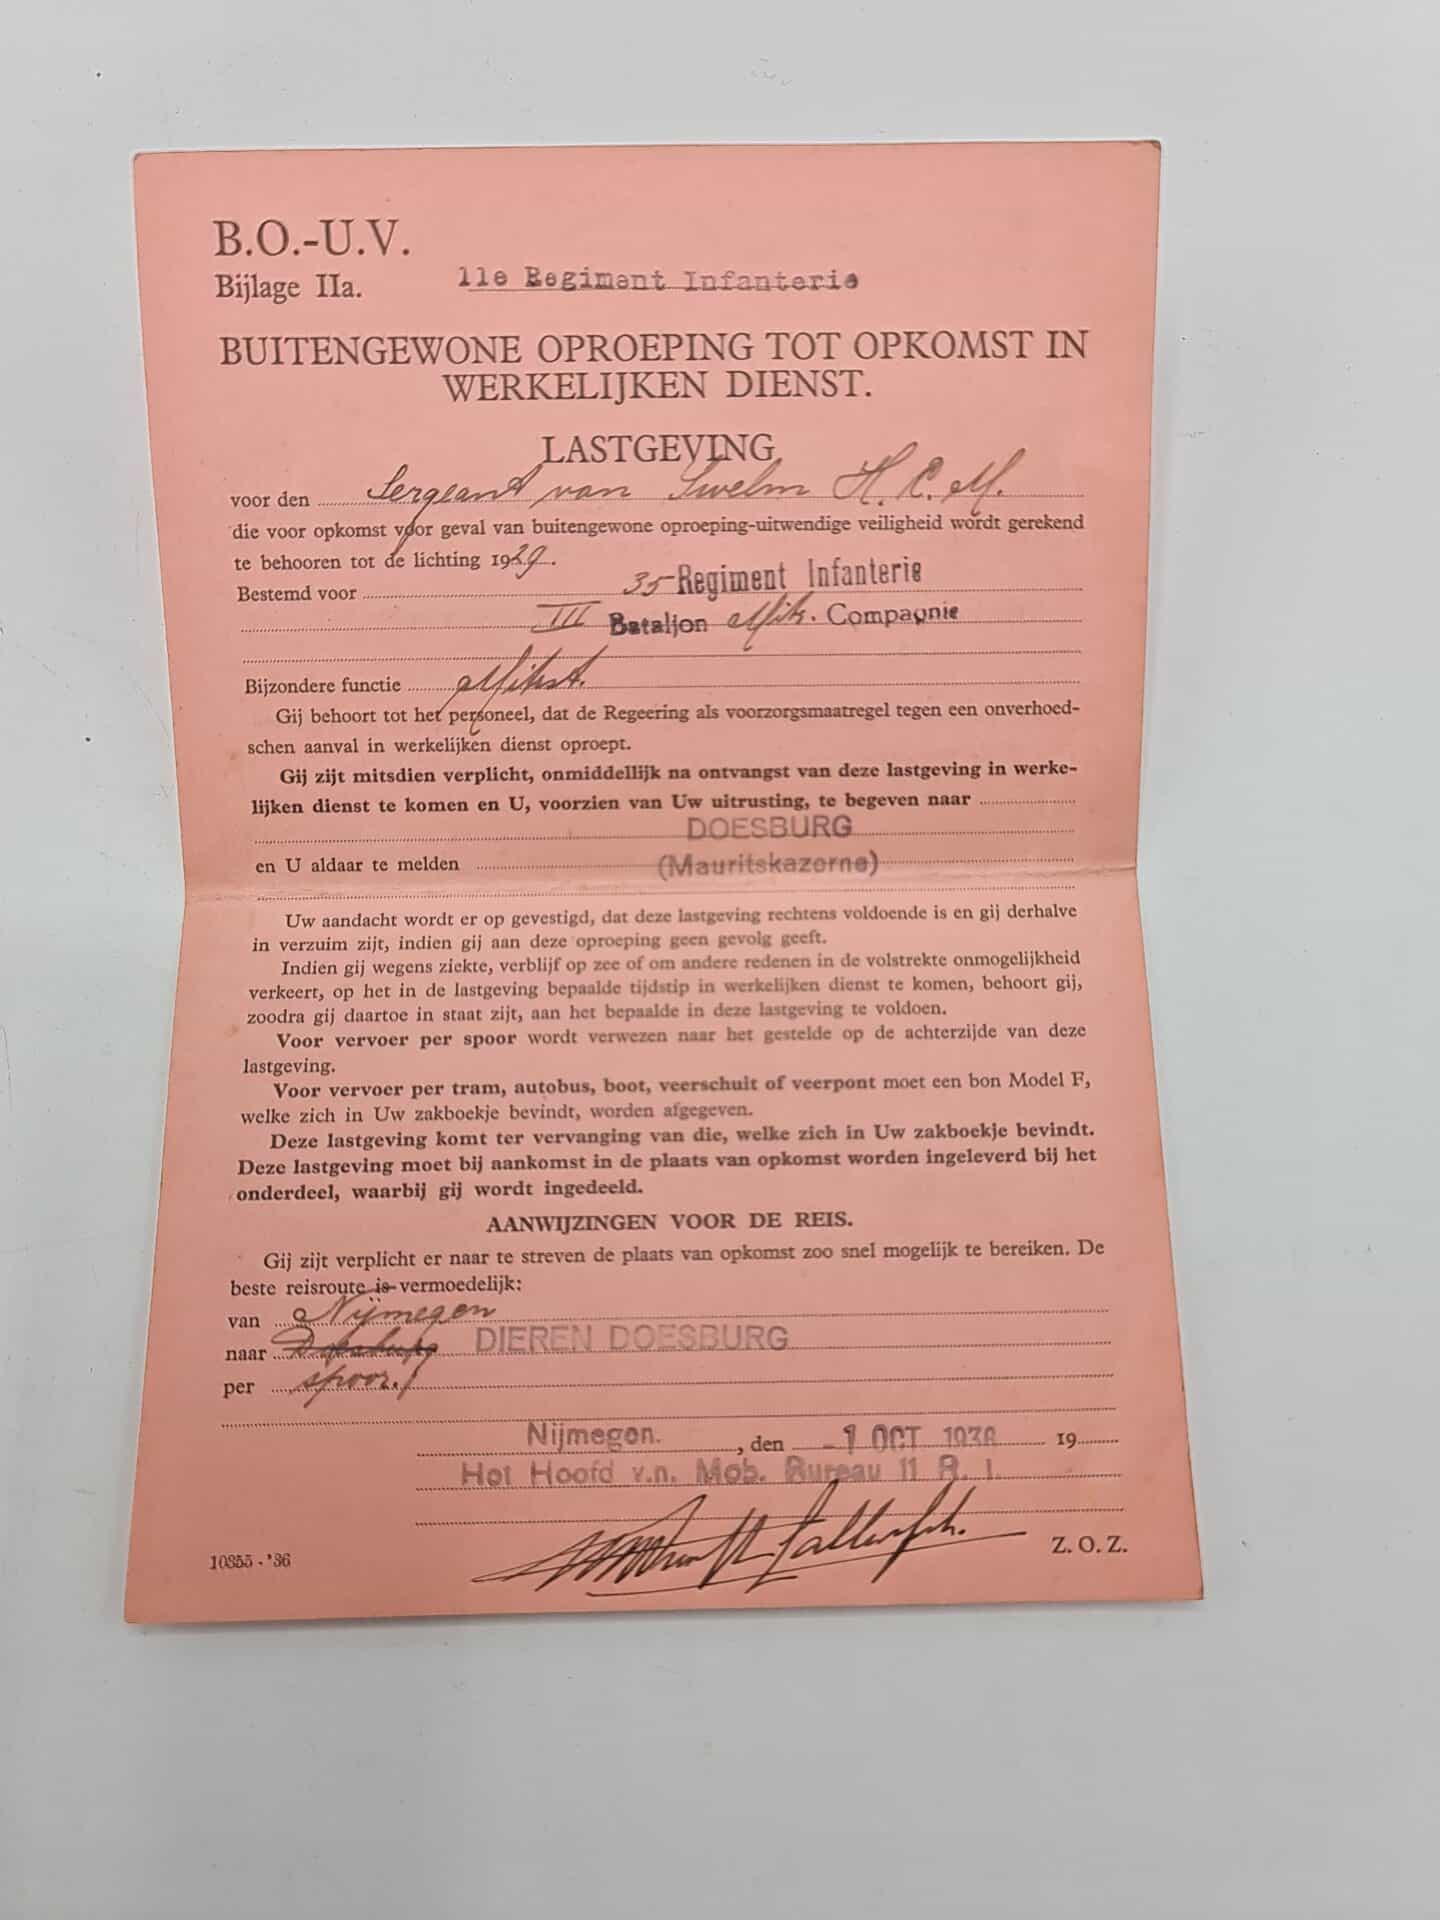 B.O.-U.V.
Bijlage IIa. 11e Regiment Infanterie
BUITENGEWONE OPROEPING TOT OPKOMST IN
WERKELIJKEN DIENST.
LASTGEVING
voor den Sergeant van Swelm H. C. M.
die voor opkomst voor geval van buitengewone oproeping-uitwendige veiligheid wordt gerekend
te behooren tot de lichting 1929.
Bestemd voor 35 Regiment Infanterie
III Bataljon Mitr. Compagnie
Bijzondere functie
Gij behoort tot het personeel, dat de Regeering als voorzorgsmaatregel tegen een onverhoed-
schen aanval in werkelijken dienst oproept.
Gij zijt mitsdien verplicht, onmiddellijk na ontvangst van deze lastgeving in werke-
lijken dienst te komen en U, voorzien van Uw uitrusting, te begeven naar
DOESBURG
en U aldaar te melden (Mauritskazerne)
Uw aandacht wordt er op gevestigd, dat deze lastgeving rechtens voldoende is en gij derhalve
in verzuim zijt, indien gij aan deze oproeping geen gevolg geeft.
Indien gij wegens ziekte, verblijf op zee of om andere redenen in de volstrekte onmogelijkheid
verkeert, op het in de lastgeving bepaalde tijdstip in werkelijken dienst te komen, behoort gij,
zoodra gij daartoe in staat zijt, aan het bepaalde in deze lastgeving te voldoen.
Voor vervoer per spoor wordt verwezen naar het gestelde op de achterzijde van deze
lastgeving.
Voor vervoer per tram, autobus, boot, veerschuit of veerpont moet een bon Model F,
welke zich in Uw zakboekje bevindt, worden afgegeven.
Deze lastgeving komt ter vervanging van die, welke zich in Uw zakboekje bevindt.
Deze lastgeving moet bij aankomst in de plaats van opkomst worden ingeleverd bij het
onderdeel, waarbij gij wordt ingedeeld.
AANWIJZINGEN VOOR DE REIS.
Gij zijt verplicht er naar te streven de plaats van opkomst zoo snel mogelijk te bereiken. De
beste reisroute is vermoedelijk:
van Nijmegen
naar Doesburg DIEREN DOESBURG
per spoor.
Nijmegen. , den -1 OCT 1938 19
Het Hoofd v.h. Mob. Bureau 11 R. I.
10355 - '36 Z. O. Z.